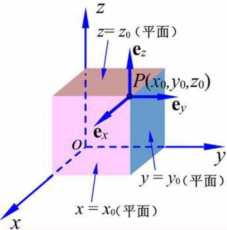 z
z = z₀（平面）
e_z
P(x₀,y₀,z₀)
e_x
e_y
O
y
y = y₀（平面）
x
x = x₀（平面）